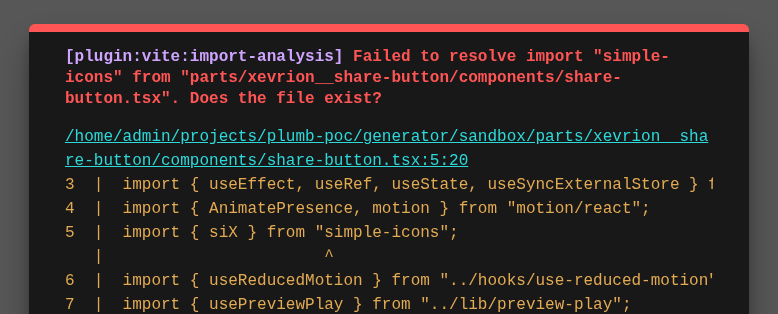 [plugin:vite:import-analysis] Failed to resolve import "simple-
icons" from "parts/xevrion__share-button/components/share-
button.tsx". Does the file exist?
/home/admin/projects/plumb-poc/generator/sandbox/parts/xevrion__sha
re-button/components/share-button.tsx:5:20
3  |  import { useEffect, useRef, useState, useSyncExternalStore } f
4  |  import { AnimatePresence, motion } from "motion/react";
5  |  import { siX } from "simple-icons";
   |                       ^
6  |  import { useReducedMotion } from "../hooks/use-reduced-motion"
7  |  import { usePreviewPlay } from "../lib/preview-play";